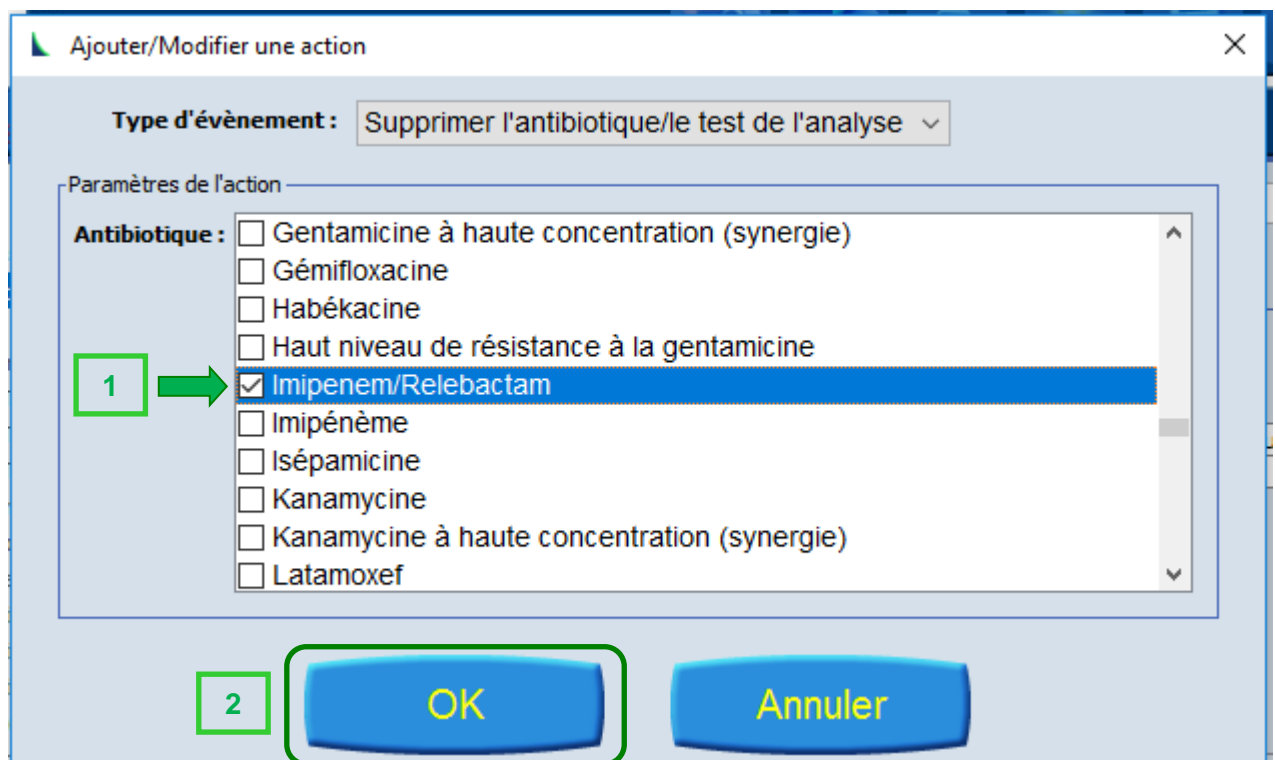 Ajouter/Modifier une action
Type d'évènement : Supprimer l'antibiotique/le test de l'analyse
Paramètres de l'action
Antibiotique : Gentamicine à haute concentration (synergie)
Gémifloxacine
Habékacine
Haut niveau de résistance à la gentamicine
1 Imipenem/Relebactam
Imipénème
Isépamicine
Kanamycine
Kanamycine à haute concentration (synergie)
Latamoxef
2 OK Annuler